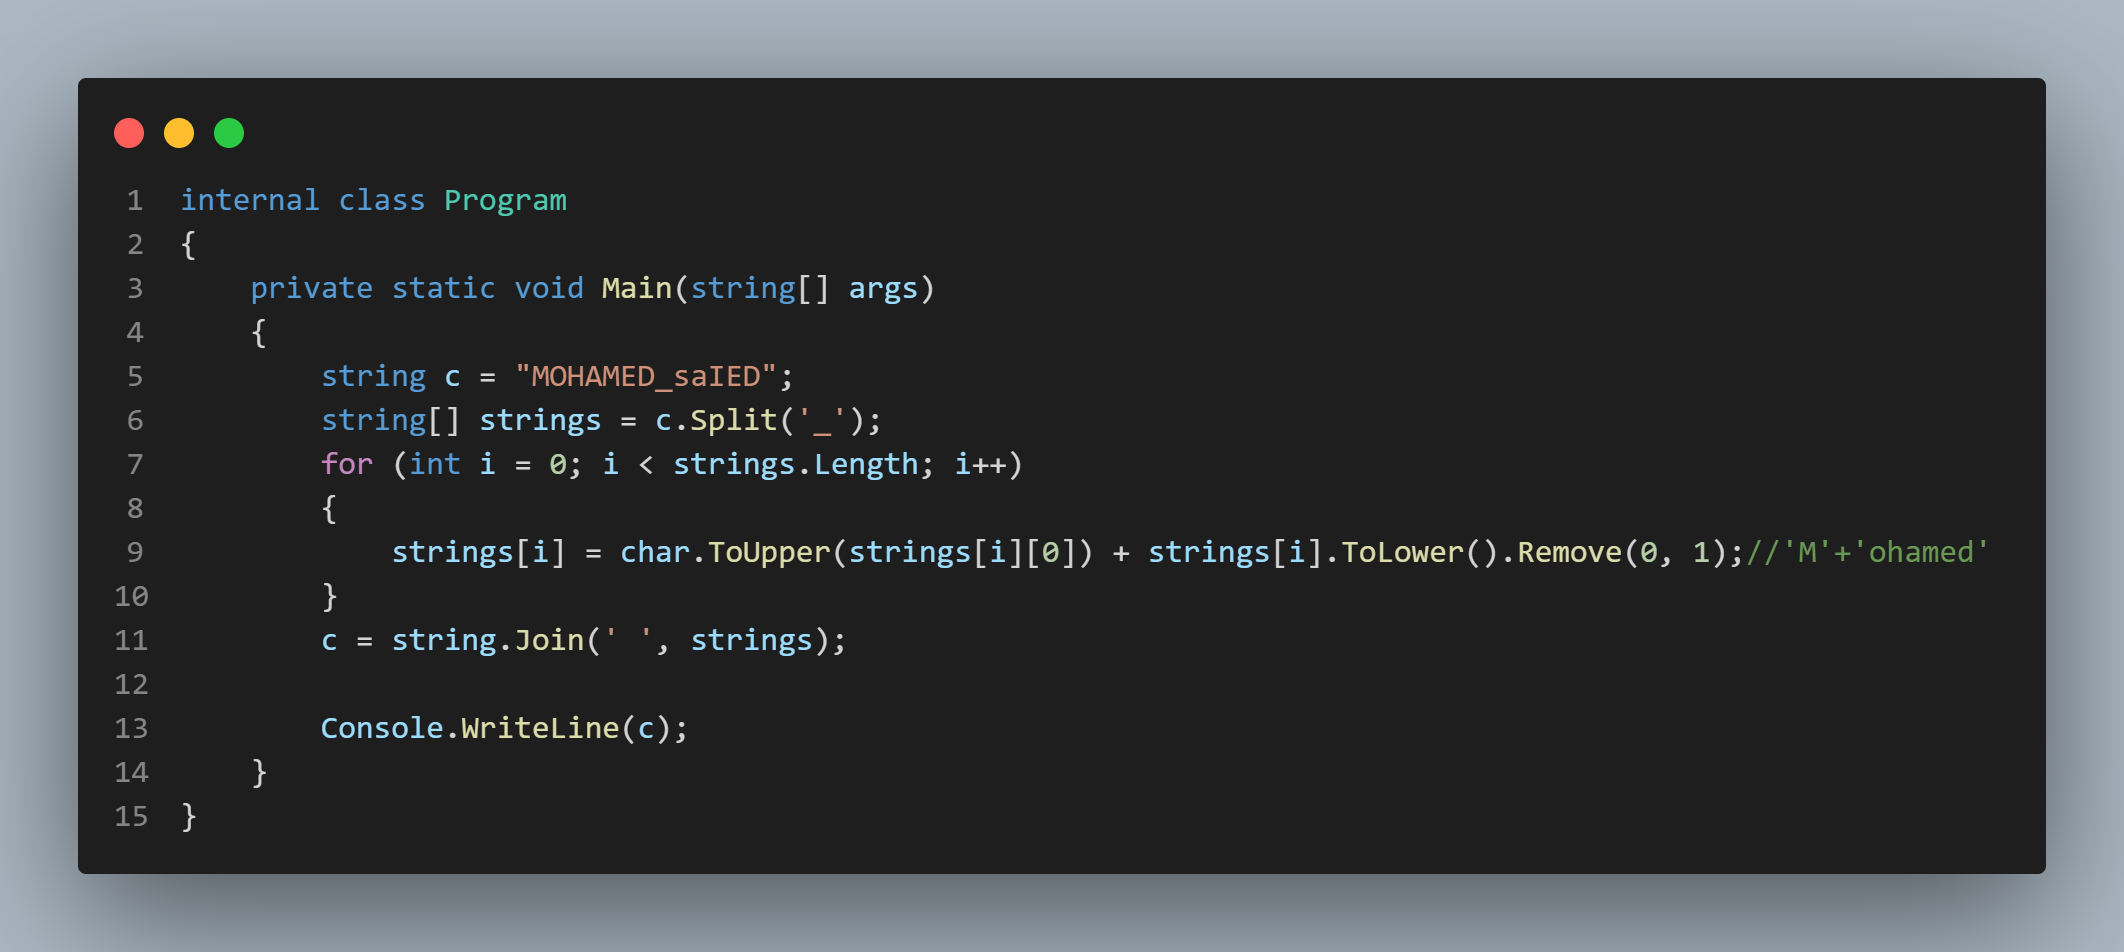 1 internal class Program
2 {
3     private static void Main(string[] args)
4     {
5         string c = "MOHAMED_saIED";
6         string[] strings = c.Split('_');
7         for (int i = 0; i < strings.Length; i++)
8         {
9             strings[i] = char.ToUpper(strings[i][0]) + strings[i].ToLower().Remove(0, 1);//'M'+'ohamed'
10         }
11         c = string.Join(' ', strings);
12
13         Console.WriteLine(c);
14     }
15 }